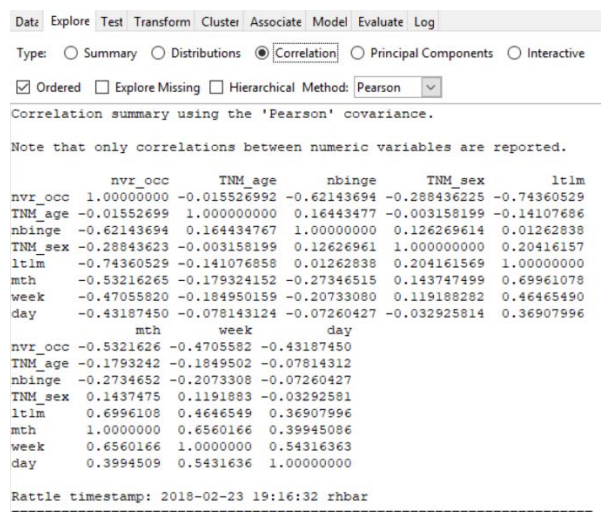 Data Explore Test Transform Cluster Associate Model Evaluate Log
Type: Summary Distributions Correlation Principal Components Interactive
Ordered Explore Missing Hierarchical Method: Pearson
Correlation summary using the 'Pearson' covariance.
Note that only correlations between numeric variables are reported.
nvr_occ TNM_age nbinge TNM_sex ltlm
nvr_occ 1.00000000 -0.015526992 -0.62143694 -0.288436225 -0.74360529
TNM_age -0.01552699 1.000000000 0.16443477 -0.003158199 -0.14107686
nbinge -0.62143694 0.164434767 1.00000000 0.126269614 0.01262838
TNM_sex -0.28843623 -0.003158199 0.12626961 1.000000000 0.20416157
ltlm -0.74360529 -0.141076858 0.01262838 0.204161569 1.00000000
mth -0.53216265 -0.179324152 -0.27346515 0.143747499 0.69961078
week -0.47055820 -0.184950159 -0.20733080 0.119188282 0.46465490
day -0.43187450 -0.078143124 -0.07260427 -0.032925814 0.36907996
mth week day
nvr_occ -0.5321626 -0.4705582 -0.43187450
TNM_age -0.1793242 -0.1849502 -0.07814312
nbinge -0.2734652 -0.2073308 -0.07260427
TNM_sex 0.1437475 0.1191883 -0.03292581
ltlm 0.6996108 0.4646549 0.36907996
mth 1.0000000 0.6560166 0.39945086
week 0.6560166 1.0000000 0.54316363
day 0.3994509 0.5431636 1.00000000
Rattle timestamp: 2018-02-23 19:16:32 rhbar